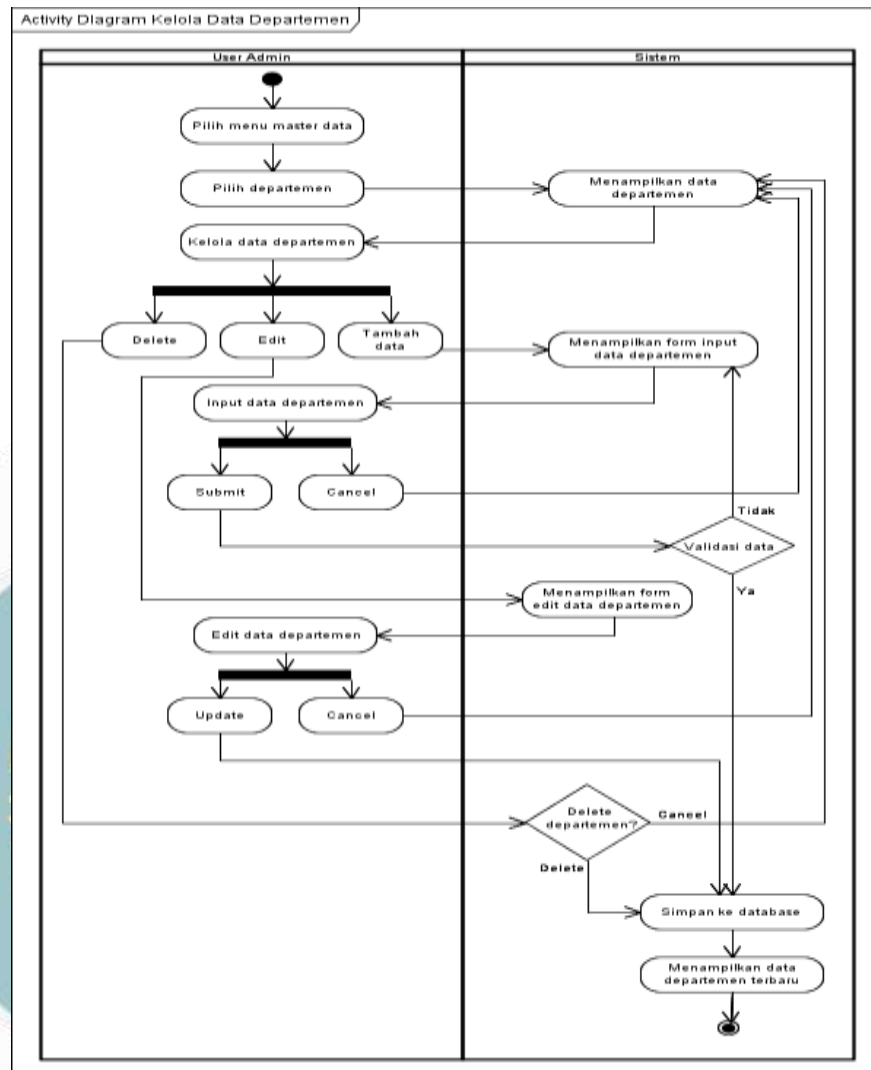 Activity Diagram Kelola Data Departemen
User Admin
Sistem
Pilih menu master data
Pilih departemen
Menampilkan data
departemen
Kelola data departemen
Delete
Edit
Tambah
data
Menampilkan form input
data departemen
Input data departemen
Submit
Cancel
Tidak
Validasi data
Ya
Menampilkan form
edit data departemen
Edit data departemen
Update
Cancel
Delete
departemen?
Cancel
Delete
Simpan ke database
Menampilkan data
departemen terbaru